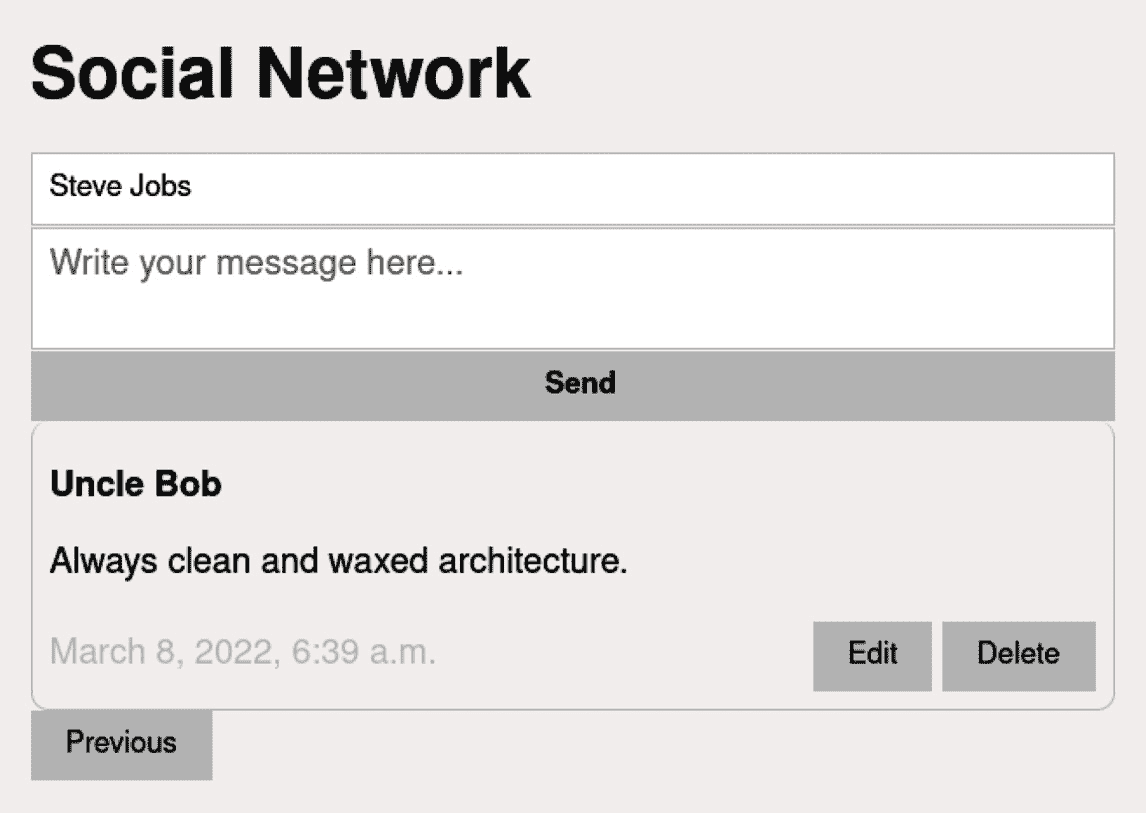 Social Network
Steve Jobs
Write your message here...
Send
Uncle Bob
Always clean and waxed architecture.
March 8, 2022, 6:39 a.m.
Edit
Delete
Previous